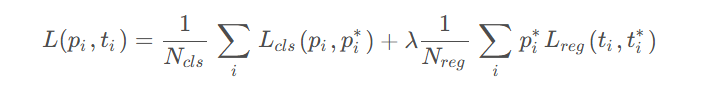 $L(p_i, t_i) = \frac{1}{N_{cls}} \sum_i L_{cls}(p_i, p_i^*) + \lambda \frac{1}{N_{reg}} \sum_i p_i^* L_{reg}(t_i, t_i^*)$